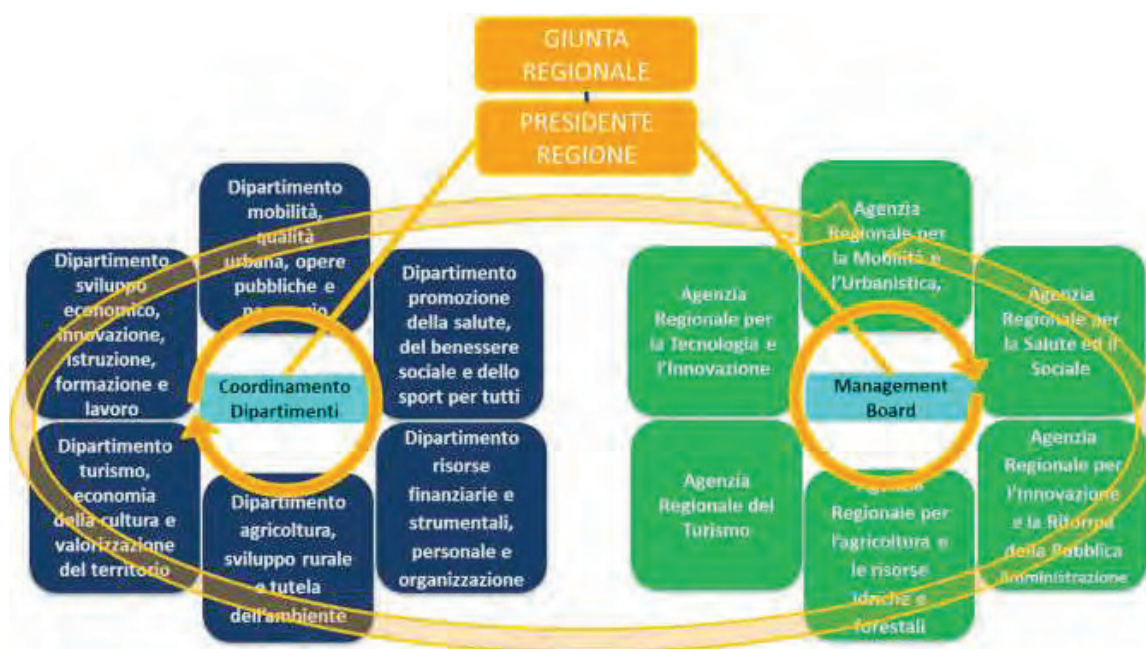 GIUNTA
REGIONALE
PRESIDENTE
REGIONE
Dipartimento
mobilità,
qualità
urbana, opere
pubbliche e
Dipartimento
sviluppo
economico,
innovazione,
istruzione,
formazione e
lavoro
Dipartimento
promozione
della salute,
del benessere
sociale e dello
sport per tutti
Coordinamento
Dipartimenti
Dipartimento
turismo,
economia
della cultura e
valorizzazione
del territorio
Dipartimento
agricoltura,
sviluppo rurale
e tutela
dell'ambiente
Dipartimento
risorse
finanziarie e
strumentali,
personale e
organizzazione
Agenzia
Regionale per
la Mobilità e
l'Urbanistica,
Agenzia
Regionale per
la Tecnologia e
l'Innovazione
Agenzia
Regionale per
la Salute ed il
Sociale
Management
Board
Agenzia
Regionale del
Turismo
Agenzia
Regionale per
l'agricoltura e
le risorse
idriche e
forestali
Agenzia
Regionale per
l'Innovazione
e la Riforma
della Pubblica
Amministrazione